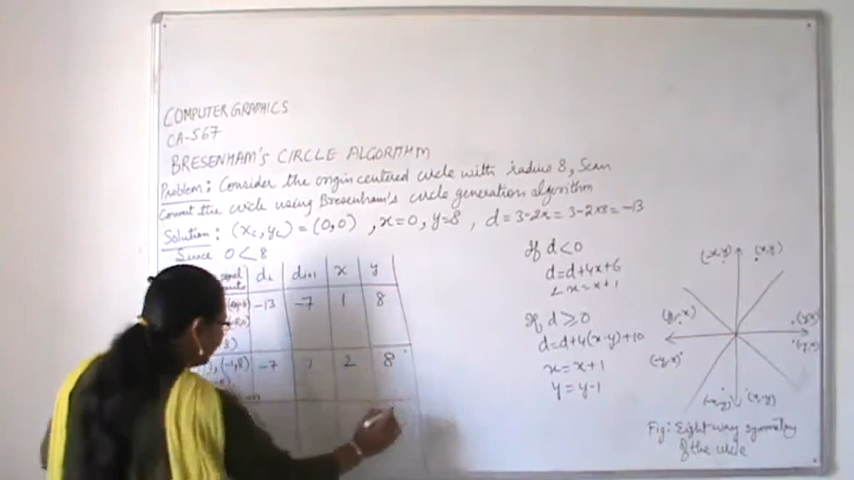 COMPUTER GRAPHICS
CA-567
BRESENHAM'S CIRCLE ALGORITHM
Problem: Consider the origin centered circle with radius 8, Scan
Convert the circle using Bresenham's circle generation algorithm
Solution: (xc, yc) = (0,0), x=0, y=8, d = 3-2r = 3-2x8 = -13
Since 0<8
di di+1 x y
-13 -7 1 8
-7 2 8
If d<0
d=d+4x+6
x=x+1
If d≥0
d=d+4(x-y)+10
x=x+1
y=y-1
(-x,y) (x,y)
(-y,-x)
(x,-y)
Fig: Eight way symmetry
of the circle